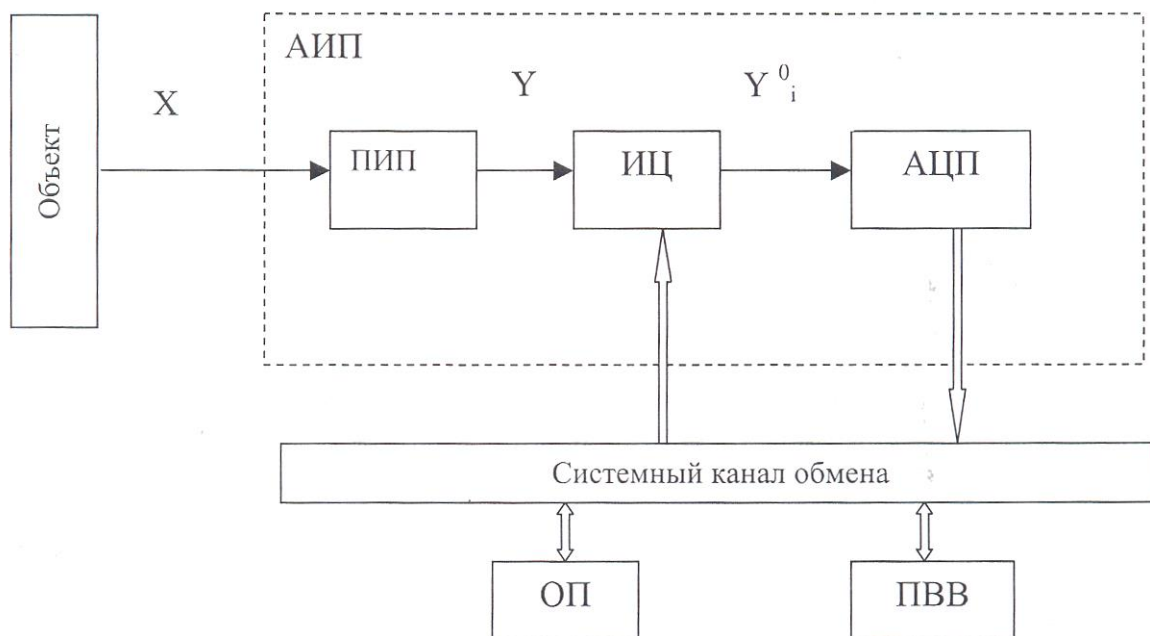 АИП
X
Y
Y⁰ᵢ
Объект
ПИП
ИЦ
АЦП
Системный канал обмена
ОП
ПВВ